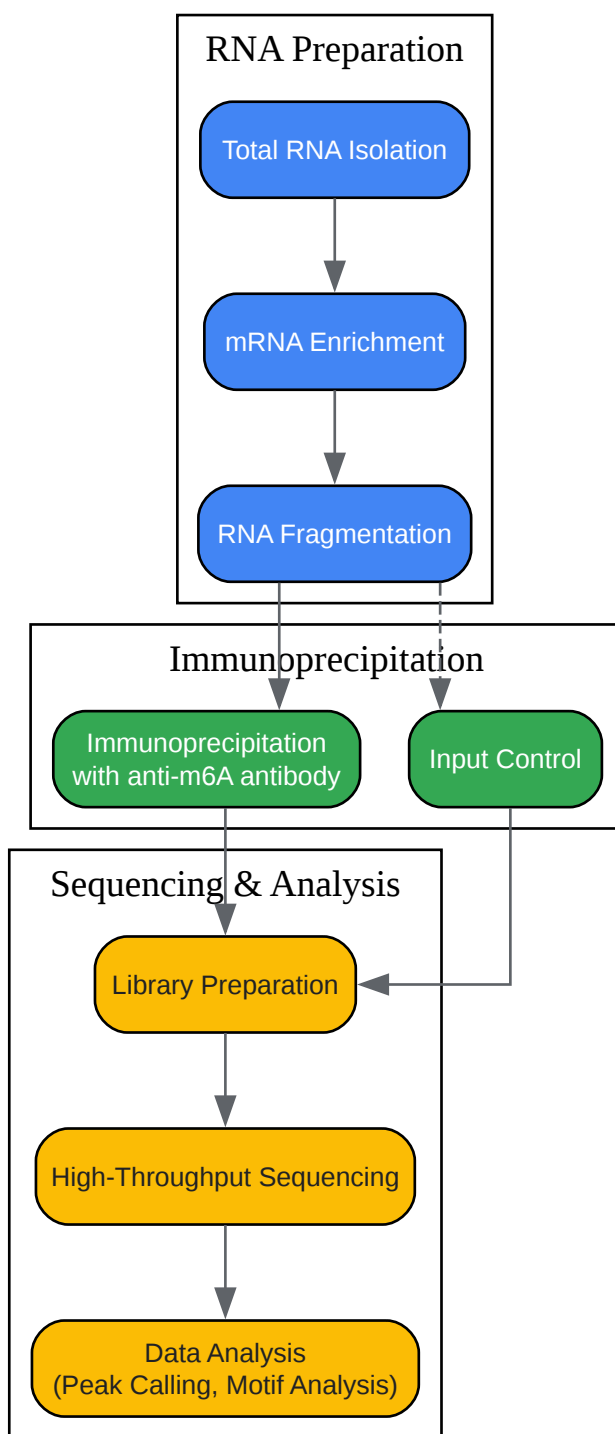 RNA Preparation
Total RNA Isolation
mRNA Enrichment
RNA Fragmentation
Immunoprecipitation
Immunoprecipitation
with anti-m6A antibody
Input Control
Sequencing & Analysis
Library Preparation
High-Throughput Sequencing
Data Analysis
(Peak Calling, Motif Analysis)